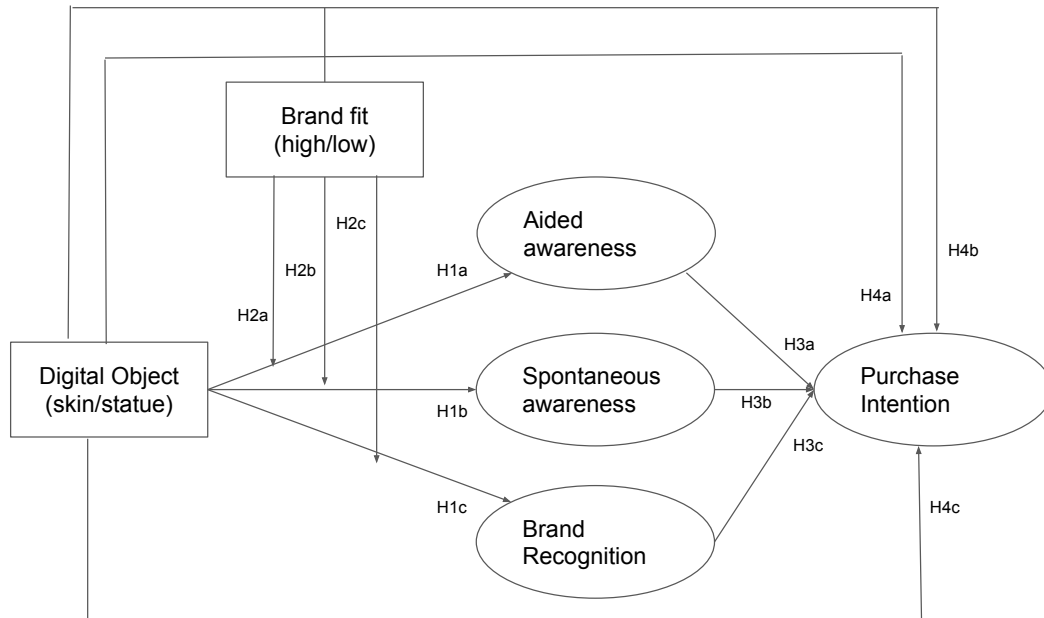 Brand fit
(high/low)
H2c
H2b
H2a
H1a
Aided
awareness
H4b
H4a
H3a
Digital Object
(skin/statue)
Spontaneous
awareness
Purchase
Intention
H1b
H3b
H3c
H1c
Brand
Recognition
H4c